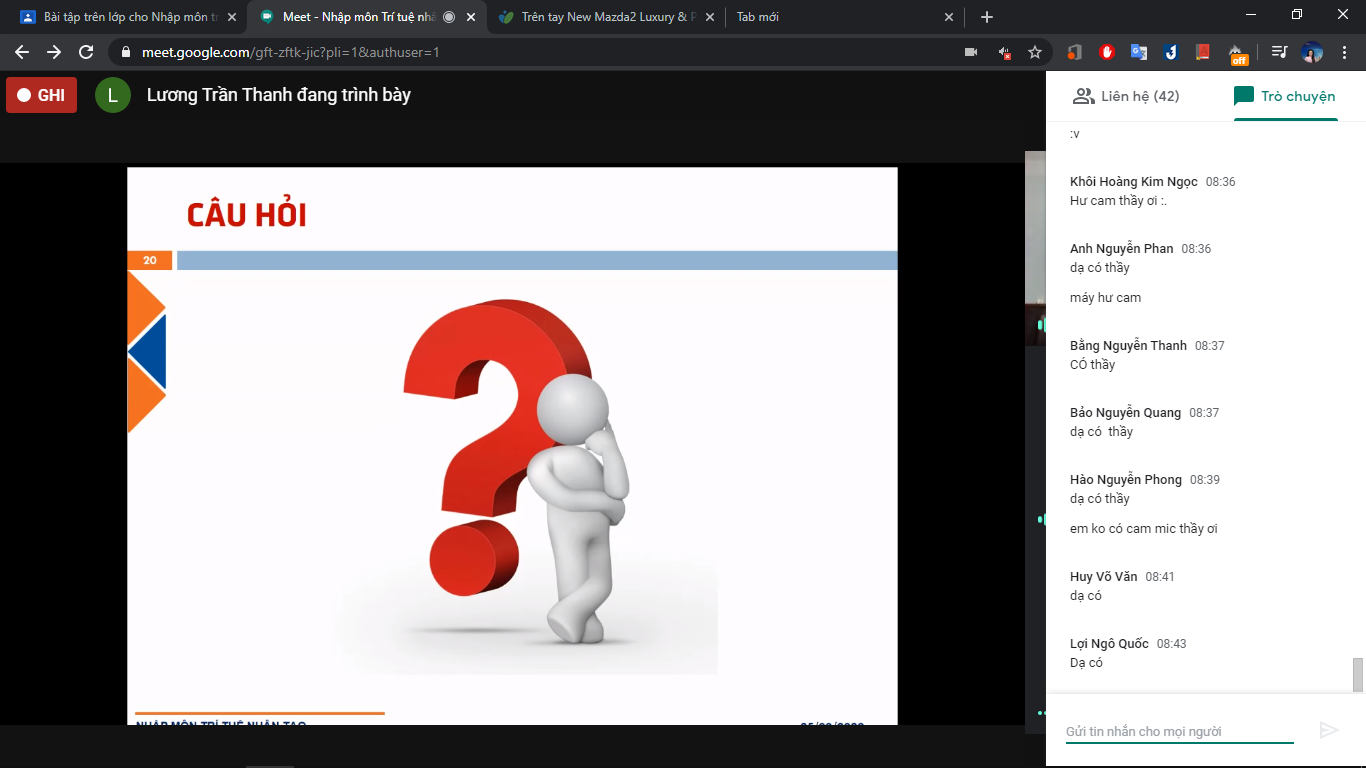 Bài tập trên lớp cho Nhập môn tr
Meet - Nhập môn Trí tuệ nhâ
Trên tay New Mazda2 Luxury & P
Tab mới
meet.google.com/gft-zftk-jic?pli=1&authuser=1
off
GHI
L
Lương Trần Thanh đang trình bày
CÂU HỎI
20
NHẬP MÔN TRÍ TUỆ NHÂN TẠO
Liên hệ (42)
Trò chuyện
:v
Khôi Hoàng Kim Ngọc 08:36
Hư cam thầy ơi :.
Anh Nguyễn Phan 08:36
dạ có thầy
máy hư cam
Bằng Nguyễn Thanh 08:37
CÓ thầy
Bảo Nguyễn Quang 08:37
dạ có  thầy
Hào Nguyễn Phong 08:39
dạ có thầy
em ko có cam mic thầy ơi
Huy Võ Văn 08:41
dạ có
Lợi Ngô Quốc 08:43
Dạ có
Gửi tin nhắn cho mọi người